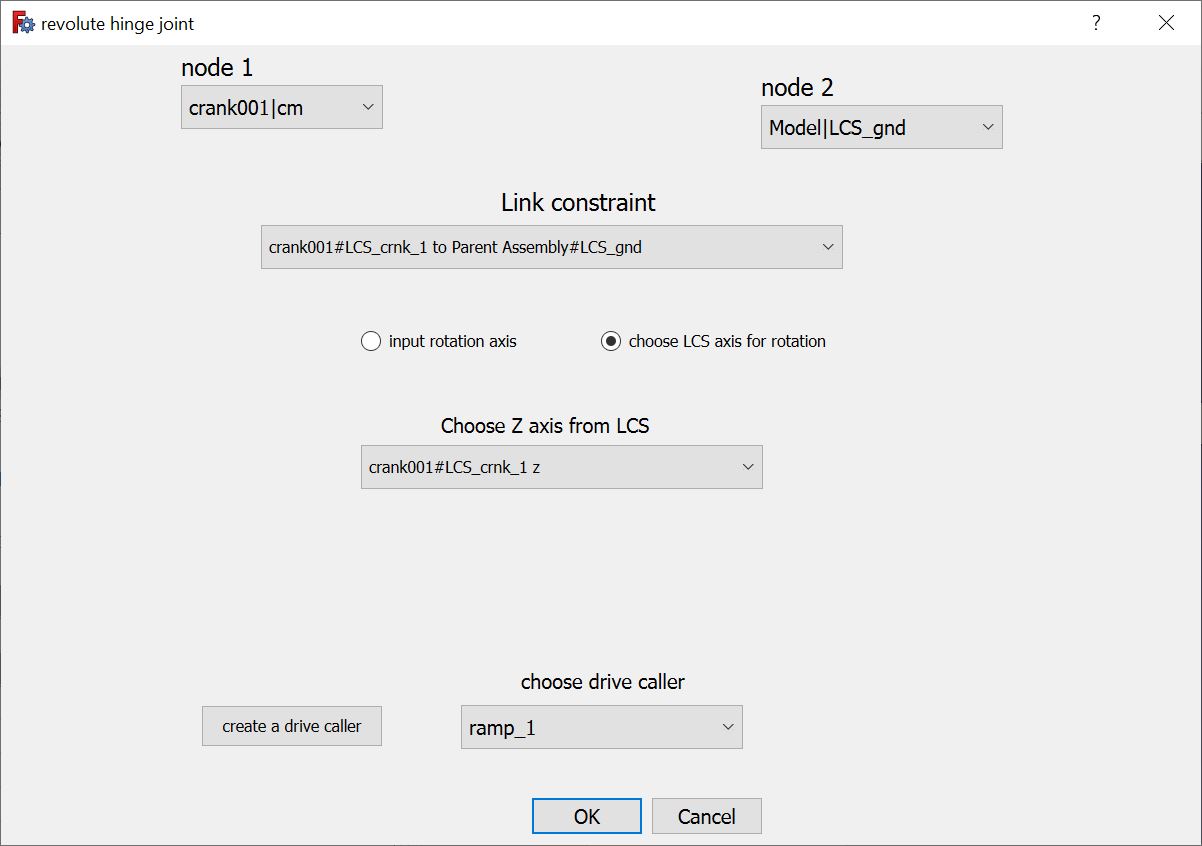 revolute hinge joint
?
node 1
crank001|cm
node 2
Model|LCS_gnd
Link constraint
crank001#LCS_crnk_1 to Parent Assembly#LCS_gnd
input rotation axis
choose LCS axis for rotation
Choose Z axis from LCS
crank001#LCS_crnk_1 z
choose drive caller
create a drive caller
ramp_1
OK
Cancel